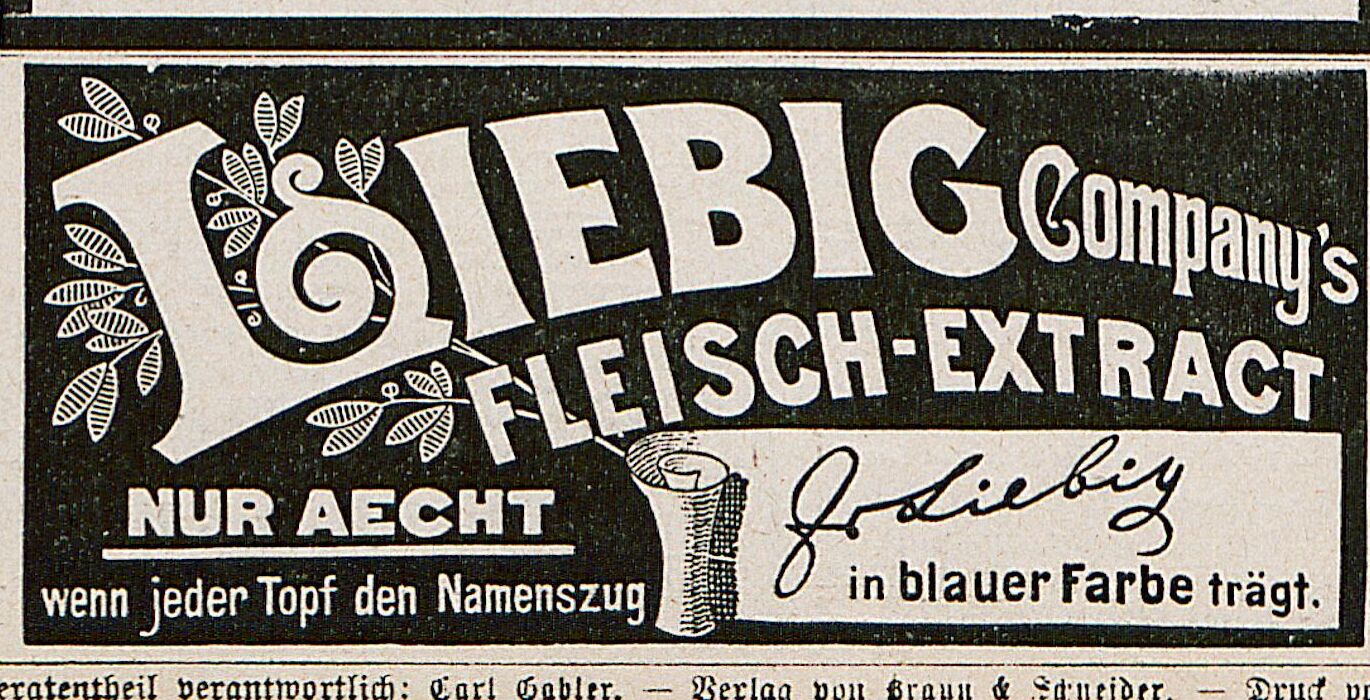 LIEBIG Company's
FLEISCH-EXTRACT
NUR AECHT
wenn jeder Topf den Namenszug
J. v. Liebig
in blauer Farbe trägt.
verantwortlich: Carl Gabler. — Verlag von Braun & Schneider. — Druck